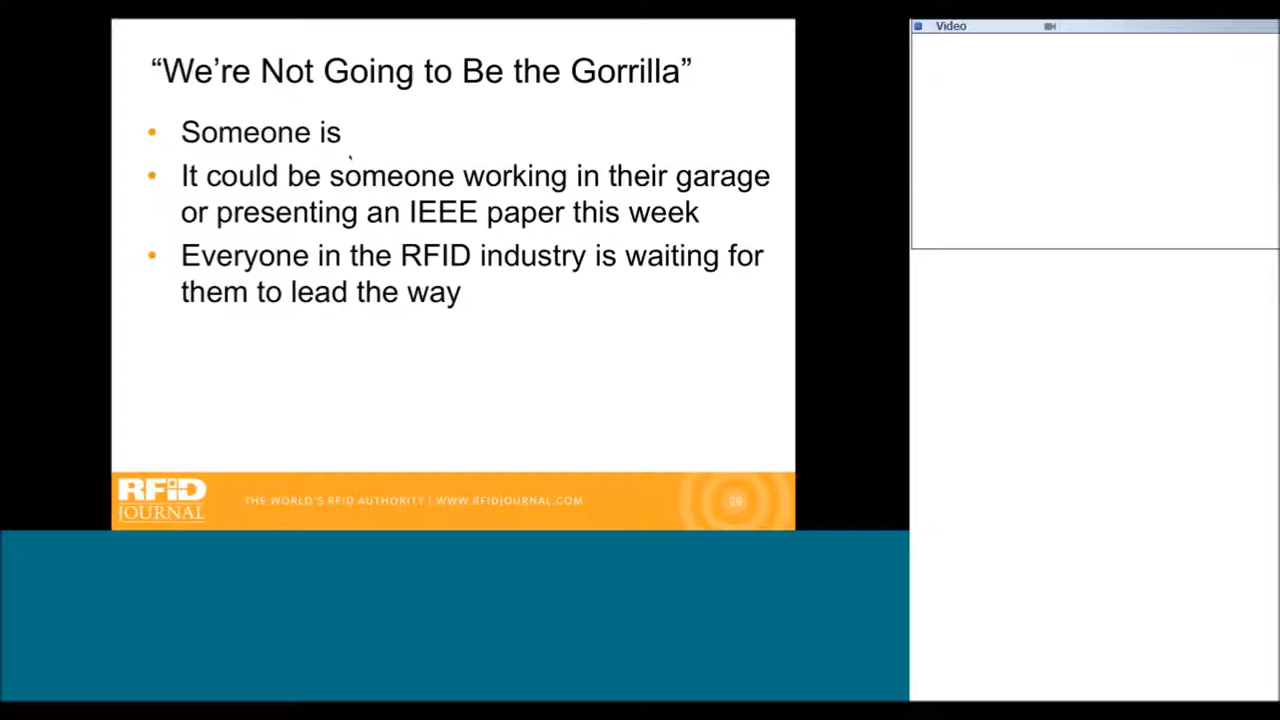 Video
“We’re Not Going to Be the Gorrilla”
• Someone is
• It could be someone working in their garage
or presenting an IEEE paper this week
• Everyone in the RFID industry is waiting for
them to lead the way
RFID
JOURNAL
THE WORLD'S RFID AUTHORITY | WWW.RFIDJOURNAL.COM